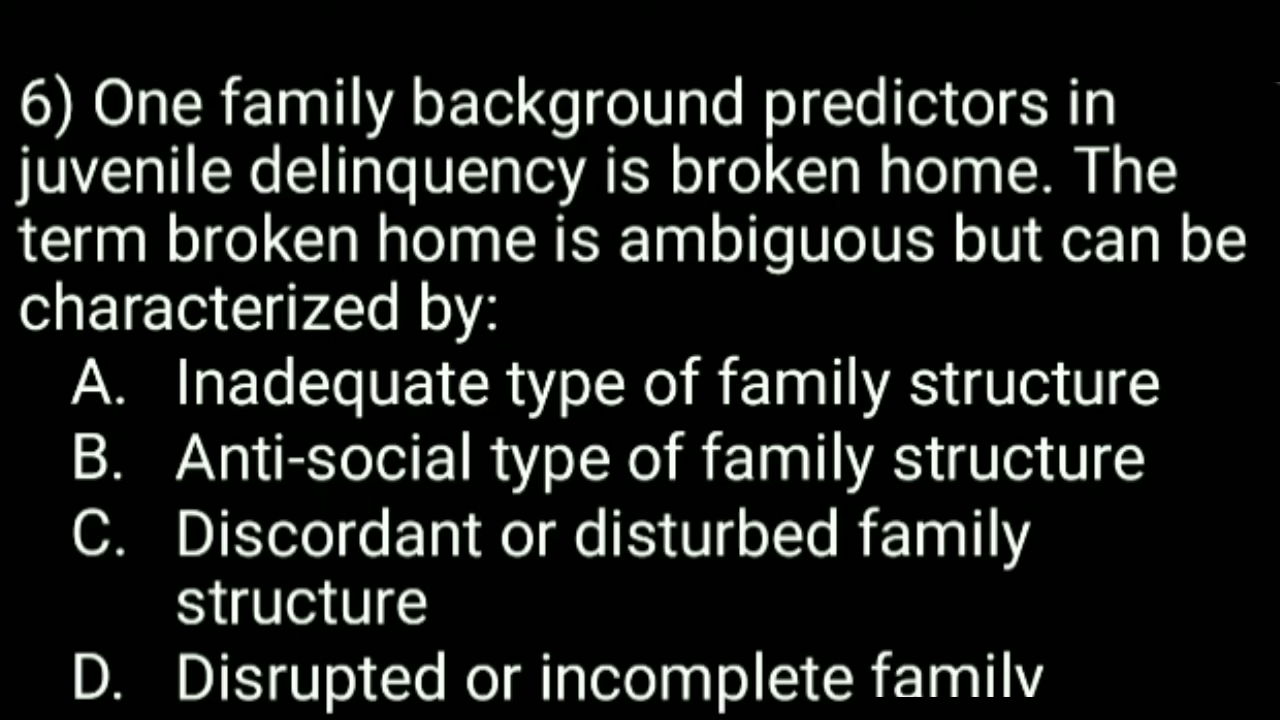 6) One family background predictors in
juvenile delinquency is broken home. The
term broken home is ambiguous but can be
characterized by:
A. Inadequate type of family structure
B. Anti-social type of family structure
C. Discordant or disturbed family
structure
D. Disrupted or incomplete family